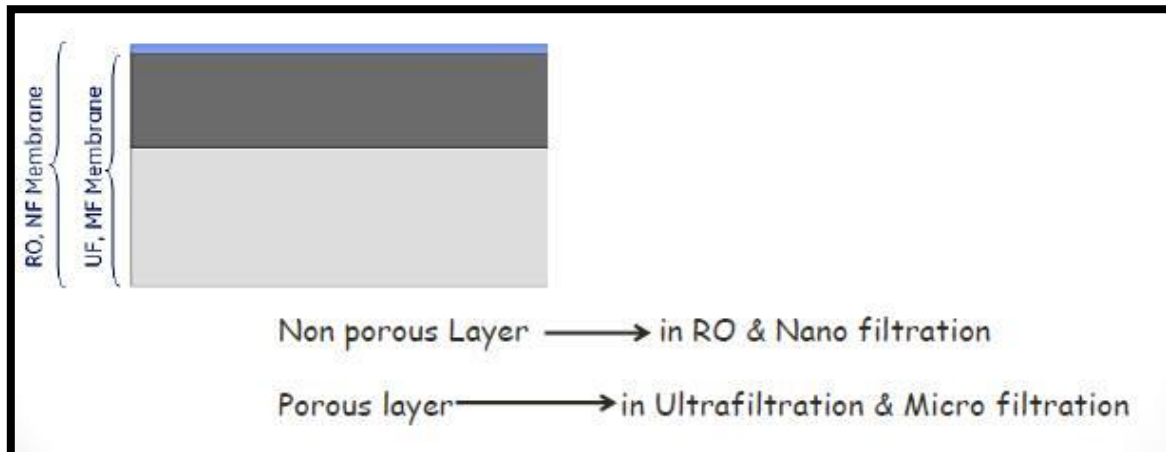 RO, NF Membrane
UF, MF Membrane
Non porous Layer → in RO & Nano filtration
Porous layer → in Ultrafiltration & Micro filtration